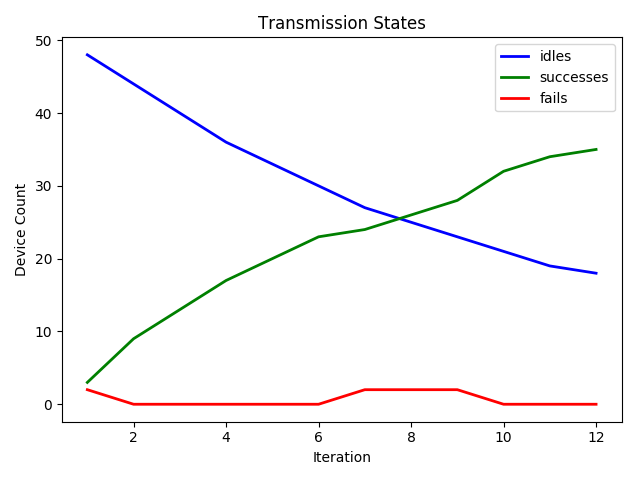 Transmission States
50
40
30
20
10
0
Device Count
idles
successes
fails
2 4 6 8 10 12
Iteration